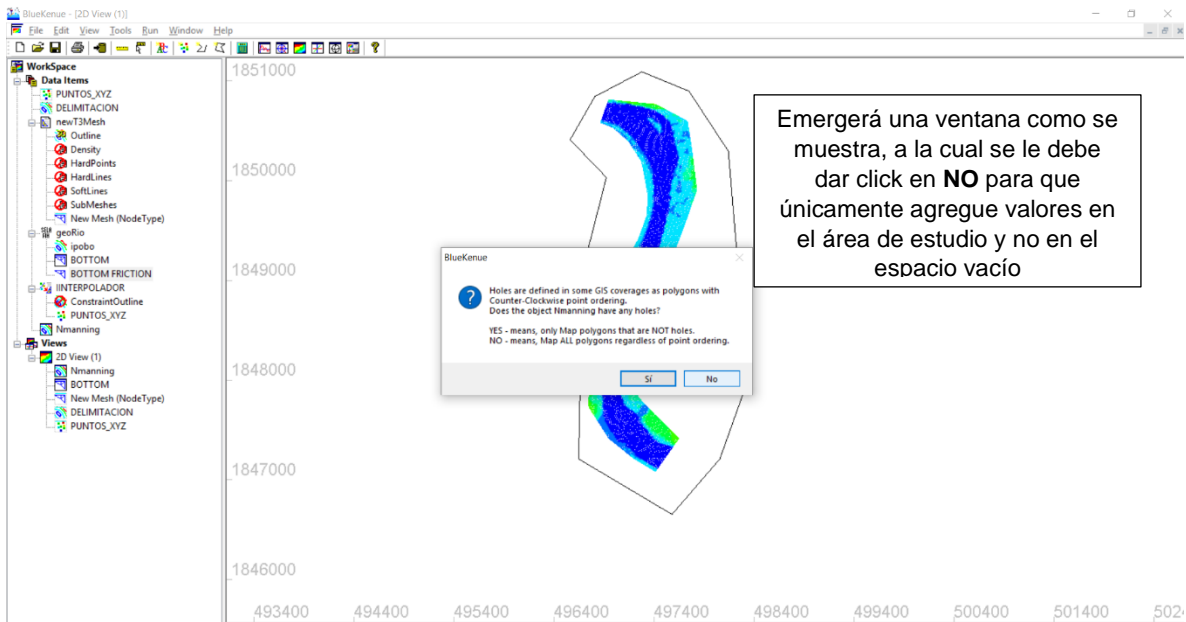 BlueKenue - [2D View (1)]
File Edit View Tools Run Window Help
WorkSpace
Data Items
PUNTOS_XYZ
DELIMITACION
newT3Mesh
Outline
Density
HardPoints
HardLines
SoftLines
SubMeshes
New Mesh (NodeType)
geoRio
ipobo
BOTTOM
BOTTOM FRICTION
IINTERPOLADOR
ConstraintOutline
PUNTOS_XYZ
Nmanning
Views
2D View (1)
Nmanning
BOTTOM
New Mesh (NodeType)
DELIMITACION
PUNTOS_XYZ
1851000
1850000
1849000
1848000
1847000
1846000
493400 494400 495400 496400 497400 498400 499400 500400 501400 5024
Emergerá una ventana como se
muestra, a la cual se le debe
dar click en NO para que
únicamente agregue valores en
el área de estudio y no en el
espacio vacío
BlueKenue
Holes are defined in some GIS coverages as polygons with
Counter-Clockwise point ordering.
Does the object Nmanning have any holes?
YES - means, only Map polygons that are NOT holes.
NO - means, Map ALL polygons regardless of point ordering.
Sí No